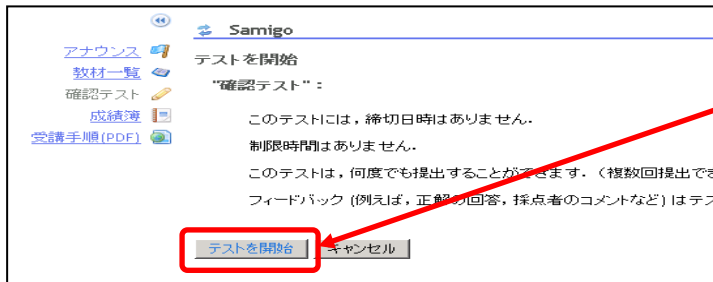 Samigo
アナウンス
教材一覧
確認テスト
成績簿
受講手順(PDF)
テストを開始
"確認テスト"：
このテストには，締切日時はありません．
制限時間はありません．
このテストは，何度でも提出することができます．（複数回提出でき
フィードバック (例えば，正解の回答，採点者のコメントなど) はテス
テストを開始
キャンセル